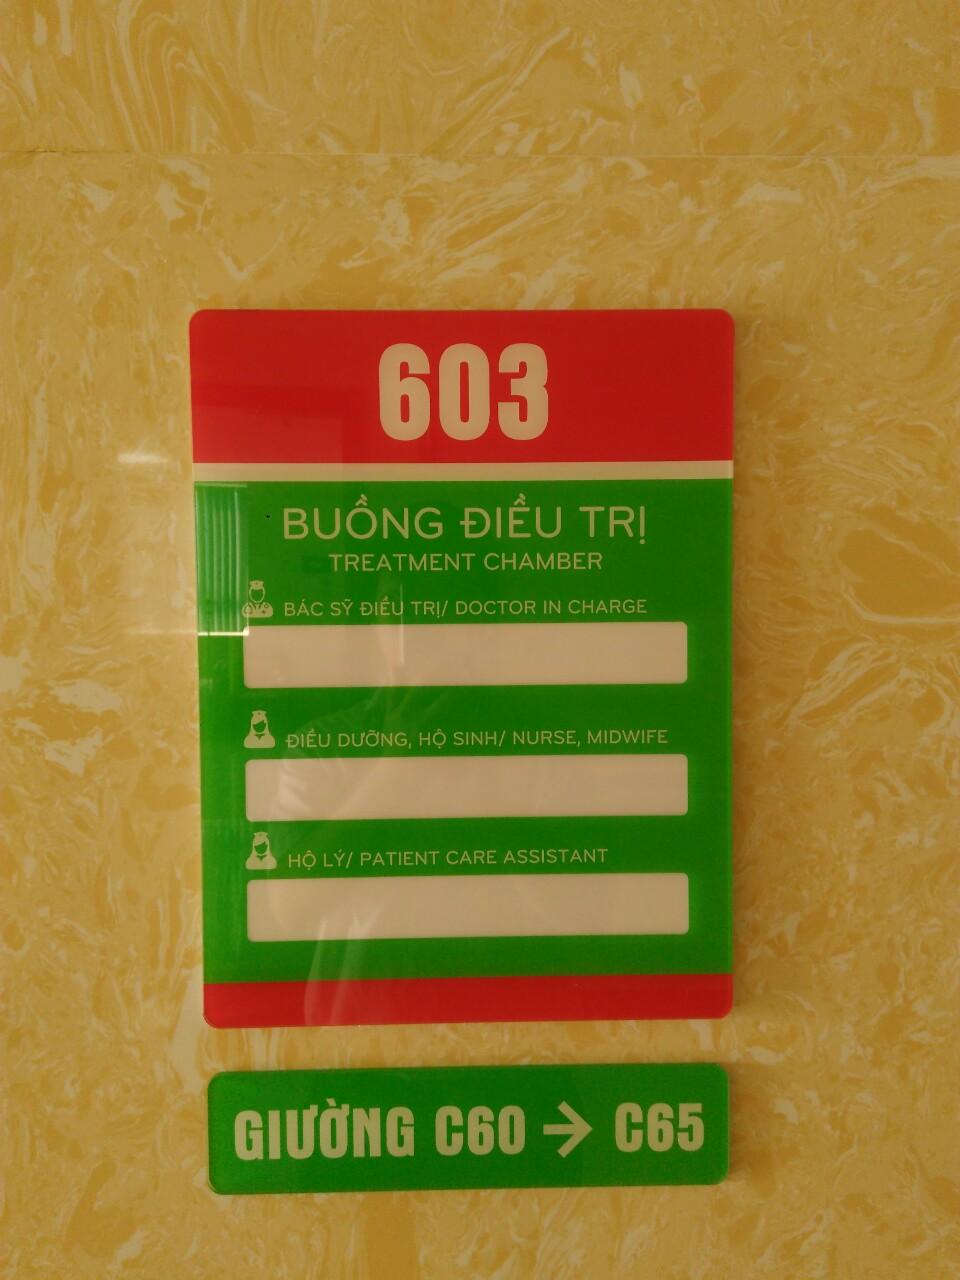 603
BUỒNG ĐIỀU TRỊ
TREATMENT CHAMBER
BÁC SỸ ĐIỀU TRỊ/ DOCTOR IN CHARGE
ĐIỀU DƯỠNG, HỘ SINH/ NURSE, MIDWIFE
HỘ LÝ/ PATIENT CARE ASSISTANT
GIƯỜNG C60 → C65